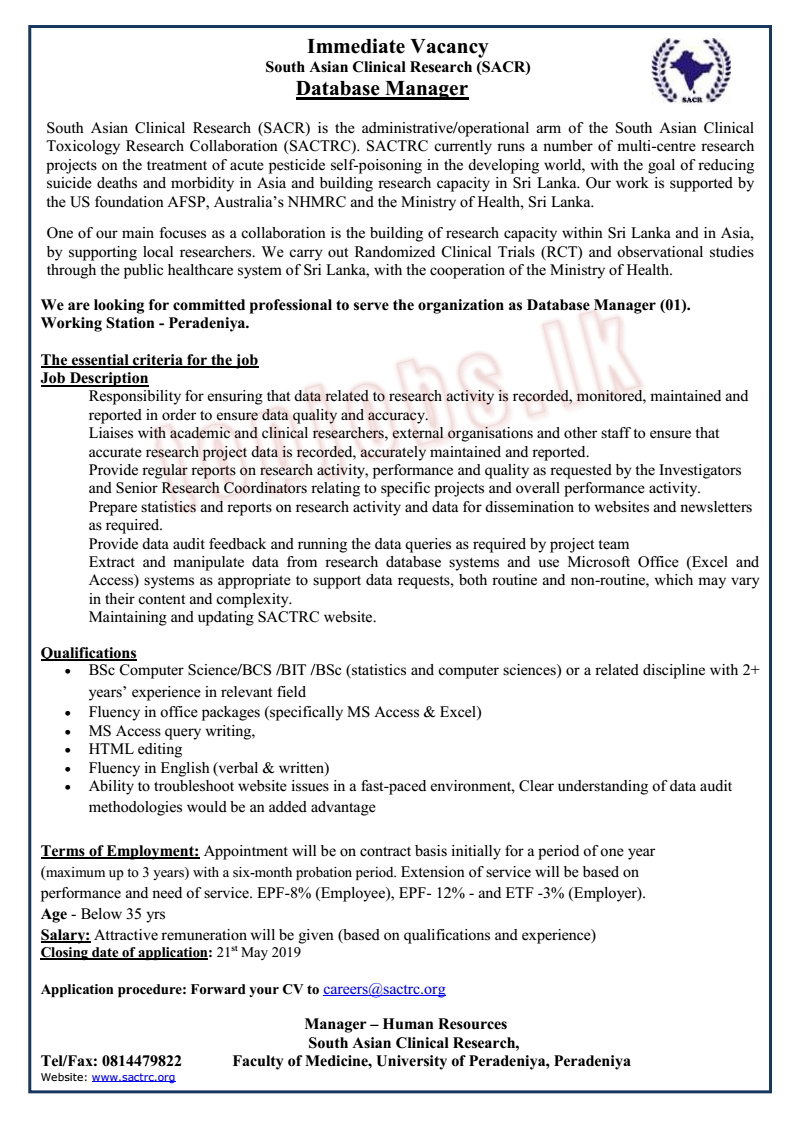 Immediate Vacancy
South Asian Clinical Research (SACR)
Database Manager
SACR
South Asian Clinical Research (SACR) is the administrative/operational arm of the South Asian Clinical
Toxicology Research Collaboration (SACTRC). SACTRC currently runs a number of multi-centre research
projects on the treatment of acute pesticide self-poisoning in the developing world, with the goal of reducing
suicide deaths and morbidity in Asia and building research capacity in Sri Lanka. Our work is supported by
the US foundation AFSP, Australia's NHMRC and the Ministry of Health, Sri Lanka.
One of our main focuses as a collaboration is the building of research capacity within Sri Lanka and in Asia,
by supporting local researchers. We carry out Randomized Clinical Trials (RCT) and observational studies
through the public healthcare system of Sri Lanka, with the cooperation of the Ministry of Health.
We are looking for committed professional to serve the organization as Database Manager (01).
Working Station - Peradeniya.
The essential criteria for the job
Job Description
Responsibility for ensuring that data related to research activity is recorded, monitored, maintained and
reported in order to ensure data quality and accuracy.
Liaises with academic and clinical researchers, external organisations and other staff to ensure that
accurate research project data is recorded, accurately maintained and reported.
Provide regular reports on research activity, performance and quality as requested by the Investigators
and Senior Research Coordinators relating to specific projects and overall performance activity.
Prepare statistics and reports on research activity and data for dissemination to websites and newsletters
as required.
Provide data audit feedback and running the data queries as required by project team
Extract and manipulate data from research database systems and use Microsoft Office (Excel and
Access) systems as appropriate to support data requests, both routine and non-routine, which may vary
in their content and complexity.
Maintaining and updating SACTRC website.
topjobs.lk
Qualifications
• BSc Computer Science/BCS /BIT /BSc (statistics and computer sciences) or a related discipline with 2+
years' experience in relevant field
• Fluency in office packages (specifically MS Access & Excel)
• MS Access query writing,
• HTML editing
• Fluency in English (verbal & written)
• Ability to troubleshoot website issues in a fast-paced environment, Clear understanding of data audit
methodologies would be an added advantage
Terms of Employment: Appointment will be on contract basis initially for a period of one year
(maximum up to 3 years) with a six-month probation period. Extension of service will be based on
performance and need of service. EPF-8% (Employee), EPF- 12% - and ETF -3% (Employer).
Age - Below 35 yrs
Salary: Attractive remuneration will be given (based on qualifications and experience)
Closing date of application: 21st May 2019
Application procedure: Forward your CV to careers@sactrc.org
Manager – Human Resources
South Asian Clinical Research,
Tel/Fax: 0814479822 Faculty of Medicine, University of Peradeniya, Peradeniya
Website: www.sactrc.org